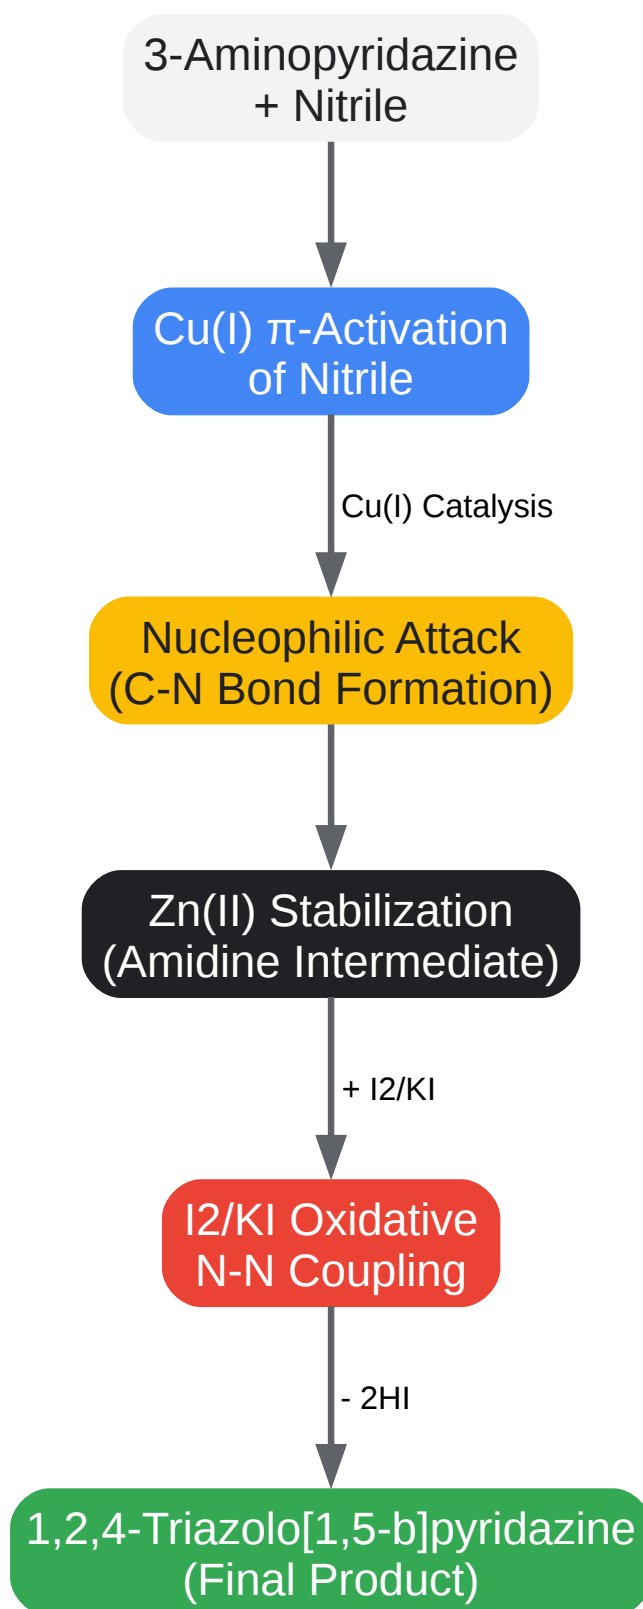 3-Aminopyridazine
+ Nitrile
Cu(I) π-Activation
of Nitrile
Cu(I) Catalysis
Nucleophilic Attack
(C-N Bond Formation)
Zn(II) Stabilization
(Amidine Intermediate)
+ I2/KI
I2/KI Oxidative
N-N Coupling
- 2HI
1,2,4-Triazolo[1,5-b]pyridazine
(Final Product)